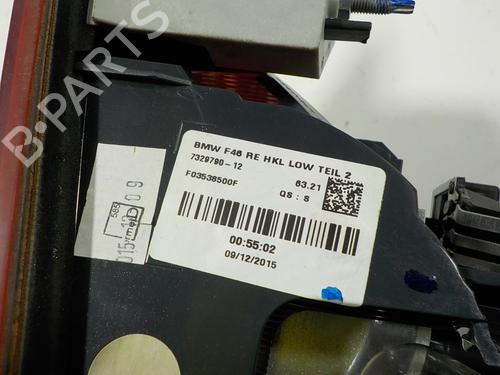 B-PARTS
BMW F46 RE HKL LOW TEIL 2
7329790-12
63.21
F03538500F
QS : S
00:55:02
09/12/2015
585